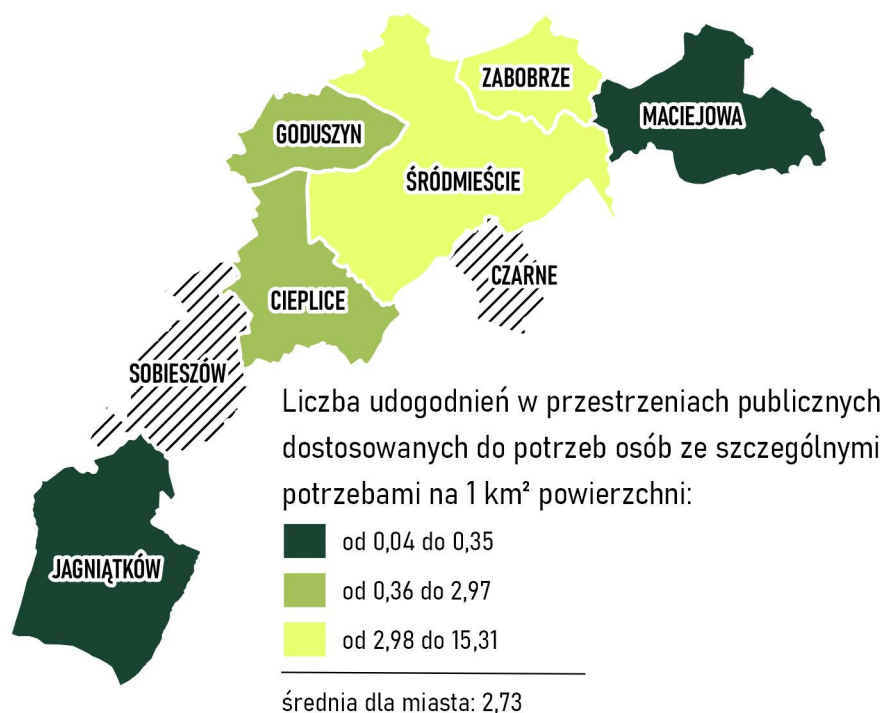 ZABOBRZE
MACIEJOWA
GODUSZYN
ŚRÓDMIEŚCIE
CZARNE
CIEPLICE
SOBIESZÓW
JAGNIĄTKÓW
Liczba udogodnień w przestrzeniach publicznych
dostosowanych do potrzeb osób ze szczególnymi
potrzebami na 1 km² powierzchni:
od 0,04 do 0,35
od 0,36 do 2,97
od 2,98 do 15,31
średnia dla miasta: 2,73